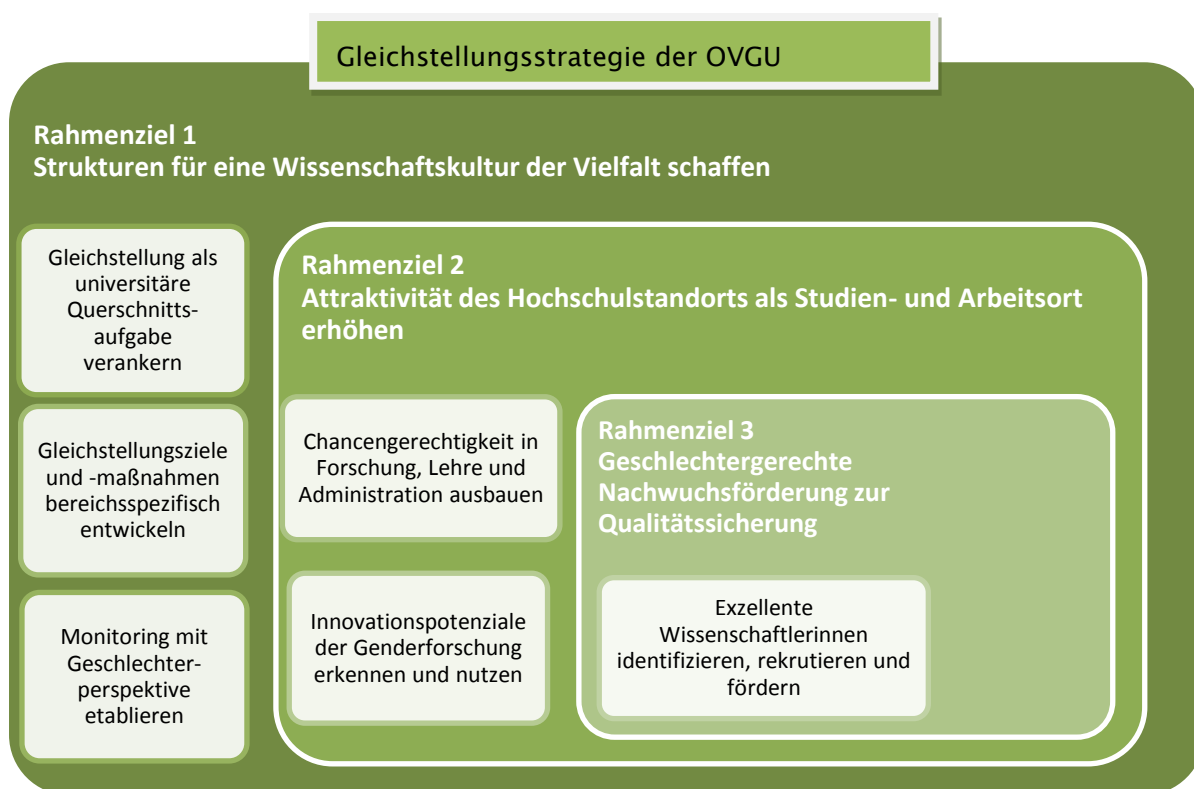 Gleichstellungsstrategie der OVGU
Rahmenziel 1
Strukturen für eine Wissenschaftskultur der Vielfalt schaffen
Gleichstellung als
universitäre
Querschnitts-
aufgabe
verankern
Gleichstellungsziele
und -maßnahmen
bereichsspezifisch
entwickeln
Monitoring mit
Geschlechter-
perspektive
etablieren
Rahmenziel 2
Attraktivität des Hochschulstandorts als Studien- und Arbeitsort
erhöhen
Chancengerechtigkeit in
Forschung, Lehre und
Administration ausbauen
Innovationspotenziale
der Genderforschung
erkennen und nutzen
Rahmenziel 3
Geschlechtergerechte
Nachwuchsförderung zur
Qualitätssicherung
Exzellente
Wissenschaftlerinnen
identifizieren, rekrutieren und
fördern